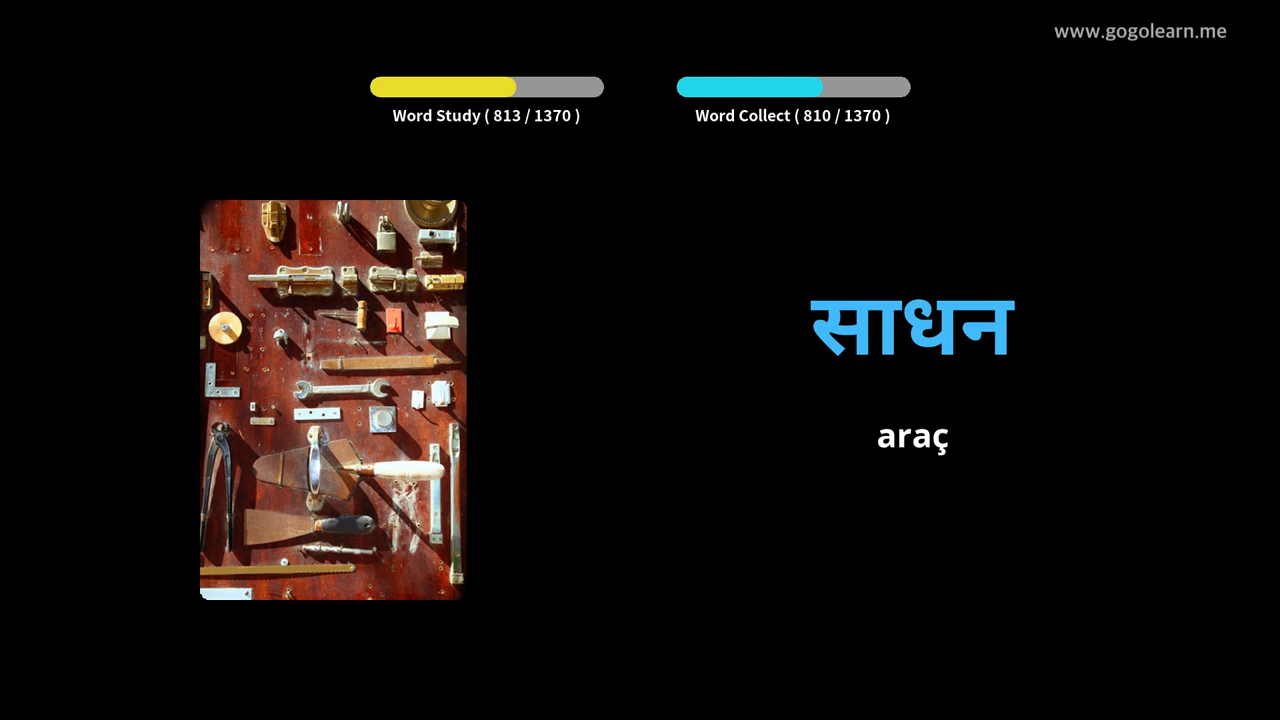 www.gogolearn.me
Word Study ( 813 / 1370 )
Word Collect ( 810 / 1370 )
साधन
araç